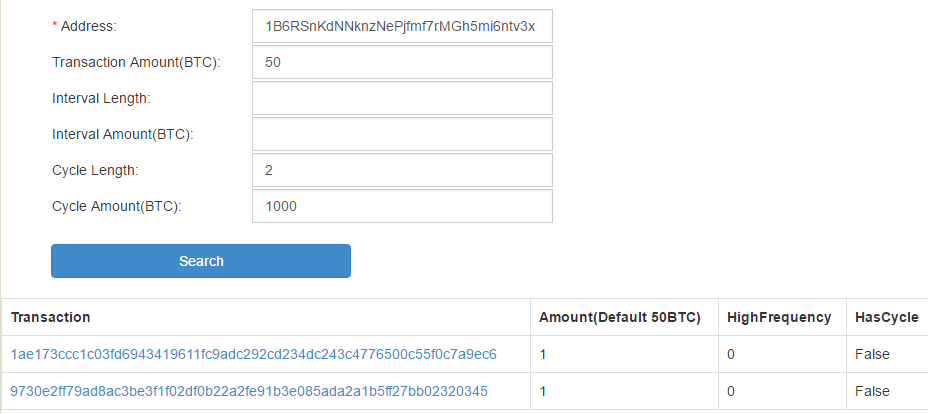 * Address: 1B6RSnKdNNknzNePjfmf7rMGh5mi6ntv3x
Transaction Amount(BTC): 50
Interval Length:
Interval Amount(BTC):
Cycle Length: 2
Cycle Amount(BTC): 1000
Search
Transaction Amount(Default 50BTC) HighFrequency HasCycle
1ae173ccc1c03fd6943419611fc9adc292cd234dc243c4776500c55f0c7a9ec6 1 0 False
9730e2ff79ad8ac3be3f1f02df0b22a2fe91b3e085ada2a1b5ff27bb02320345 1 0 False